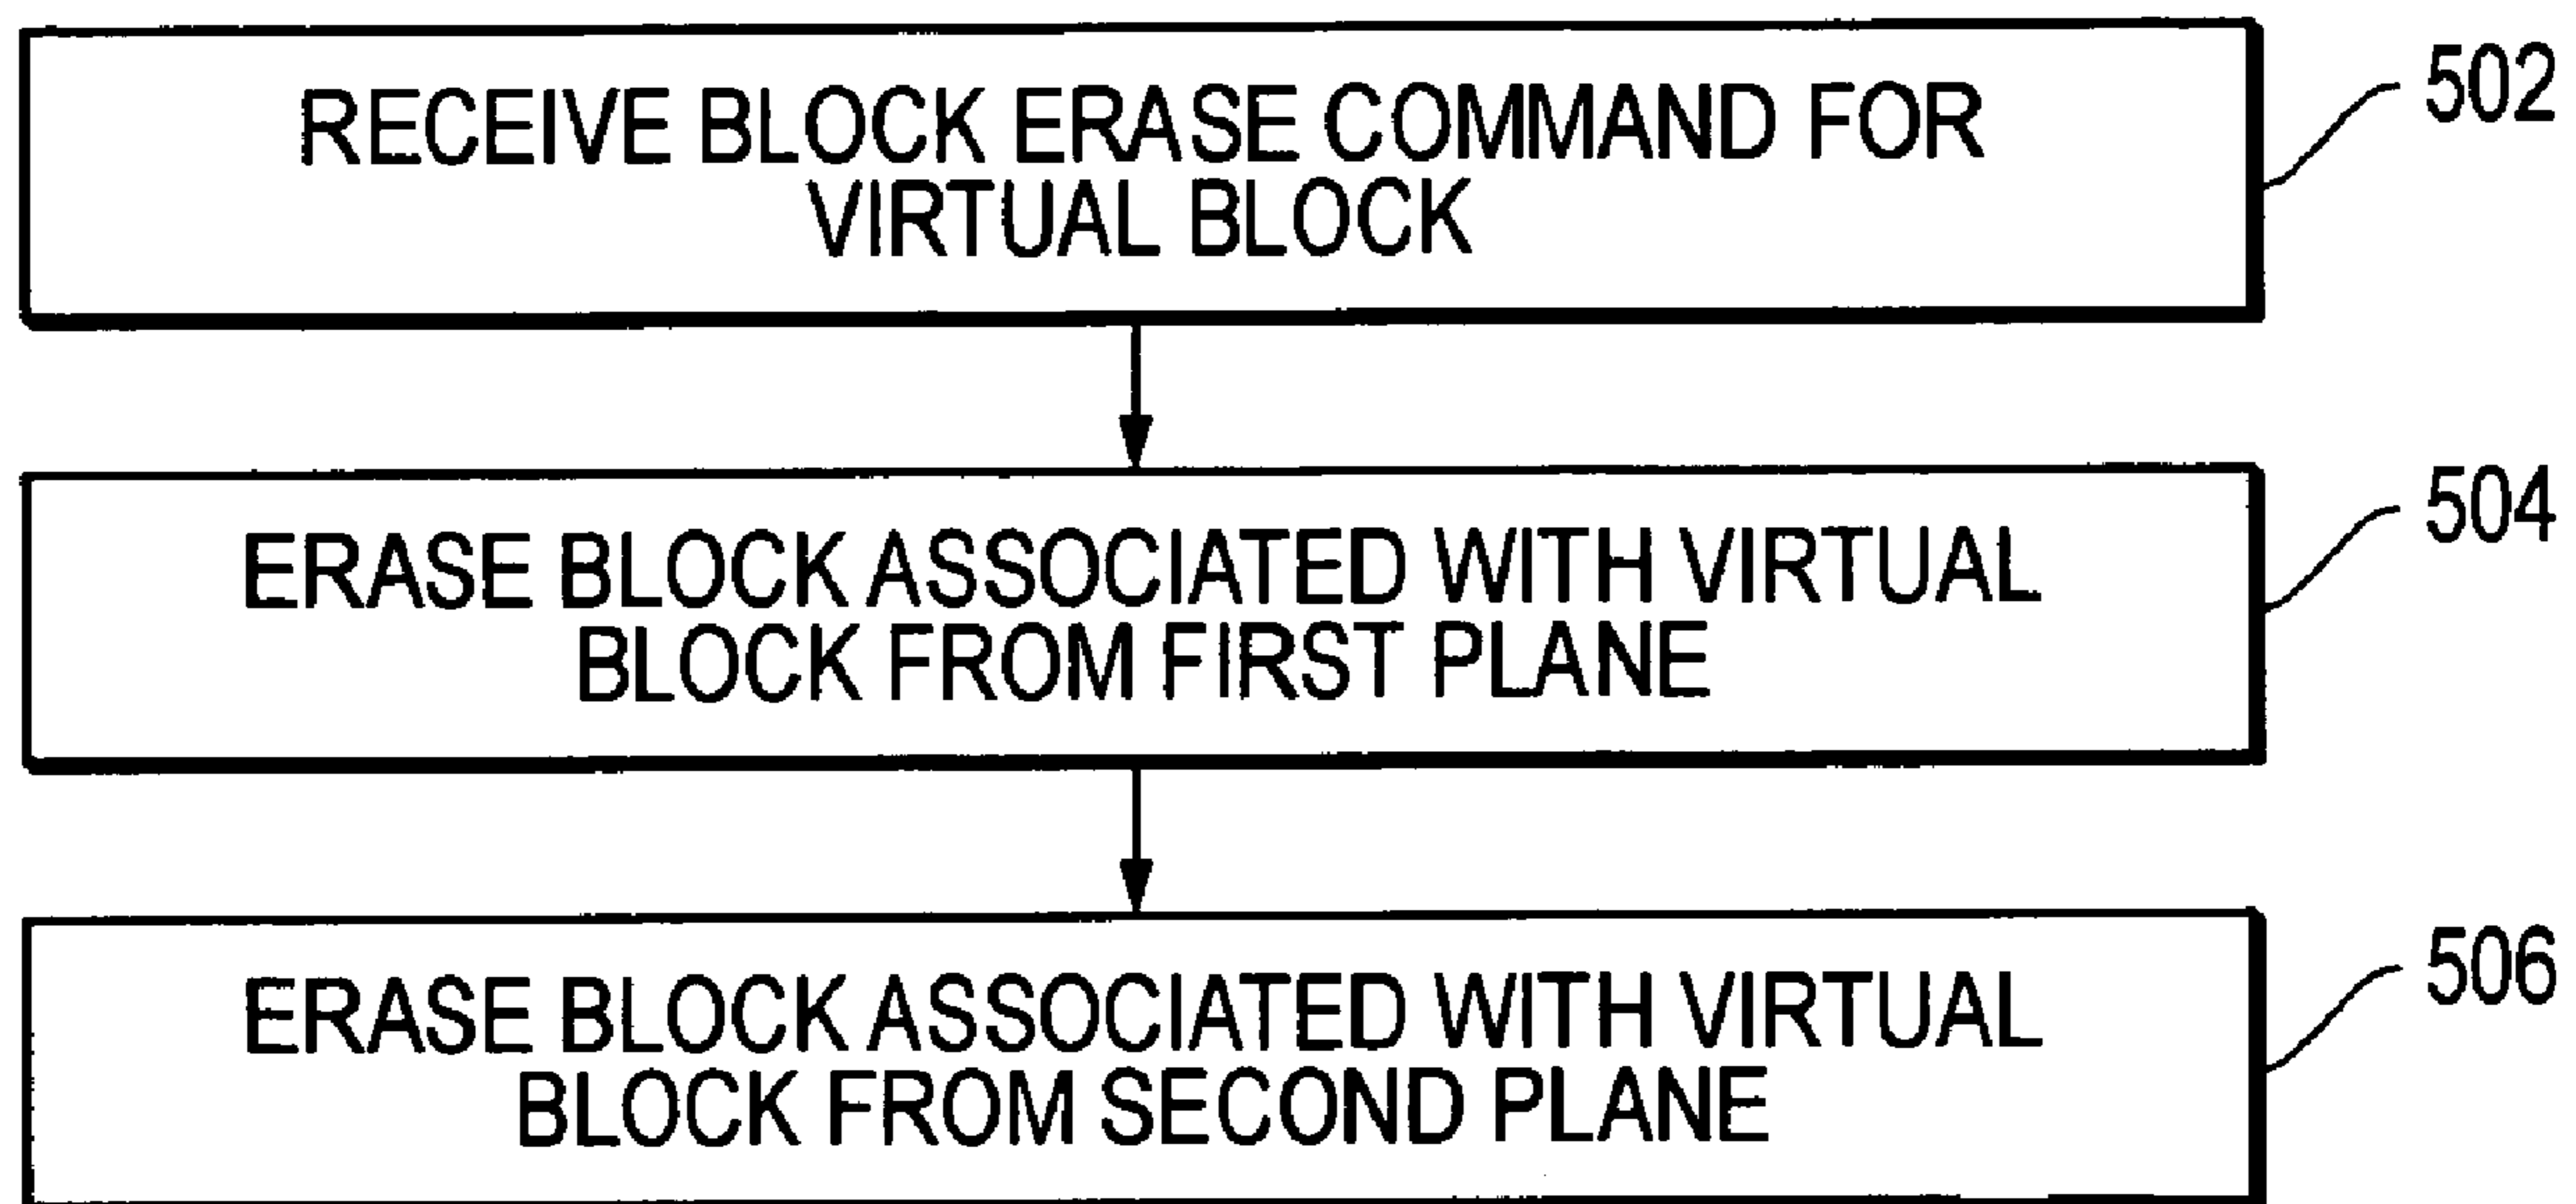 RECEIVE BLOCK ERASE COMMAND FOR
VIRTUAL BLOCK
502
ERASE BLOCK ASSOCIATED WITH VIRTUAL
BLOCK FROM FIRST PLANE
504
ERASE BLOCK ASSOCIATED WITH VIRTUAL
BLOCK FROM SECOND PLANE
506